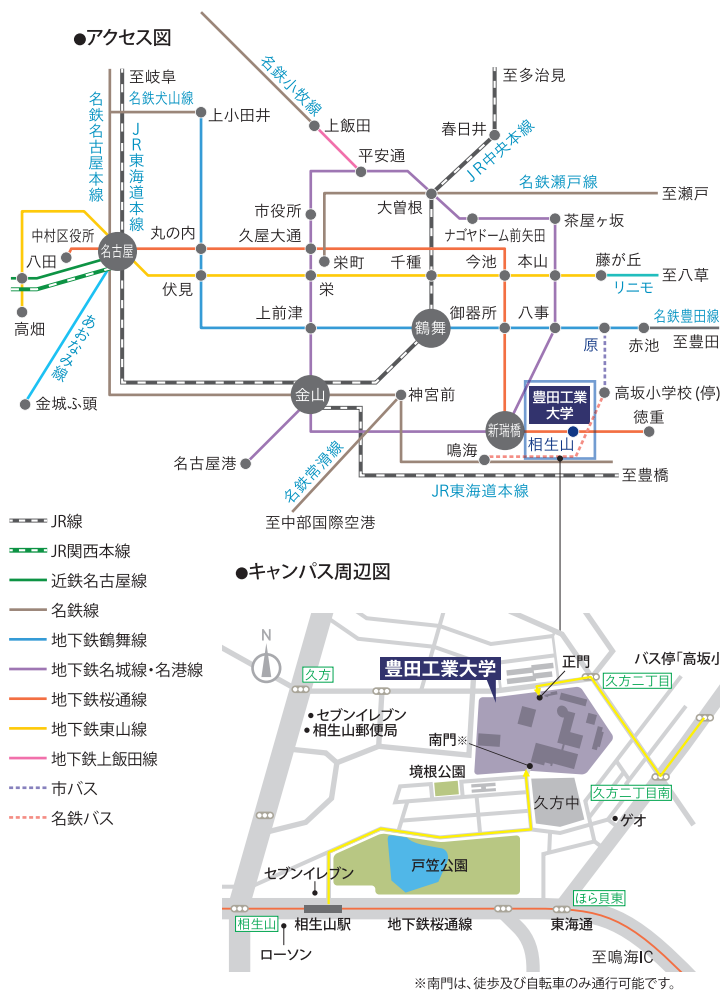 ●アクセス図
至岐阜
名鉄犬山線
名鉄名古屋本線
JR東海道本線
上小田井
名鉄小牧線
上飯田
平安通
至多治見
春日井
JR中央本線
名鉄瀬戸線
至瀬戸
大曽根
市役所
ナゴヤドーム前矢田
茶屋ヶ坂
中村区役所
名古屋
丸の内
久屋大通
栄町
千種
今池
本山
藤が丘
リニモ
至八草
八田
高畑
伏見
栄
上前津
鶴舞
御器所
八事
原
赤池
名鉄豊田線
至豊田
あおなみ線
金城ふ頭
金山
神宮前
豊田工業
大学
高坂小学校(停)
新瑞橋
相生山
徳重
名古屋港
鳴海
名鉄常滑線
JR東海道本線
至豊橋
至中部国際空港
JR線
JR関西本線
近鉄名古屋線
名鉄線
地下鉄鶴舞線
地下鉄名城線・名港線
地下鉄桜通線
地下鉄東山線
地下鉄上飯田線
市バス
名鉄バス
●キャンパス周辺図
N
久方
豊田工業大学
正門
バス停「高坂小
久方二丁目
セブンイレブン
相生山郵便局
南門※
境根公園
久方中
久方二丁目南
ゲオ
戸笠公園
セブンイレブン
ほら貝東
相生山
相生山駅
地下鉄桜通線
東海通
ローソン
至鳴海IC
※南門は、徒歩及び自転車のみ通行可能です。